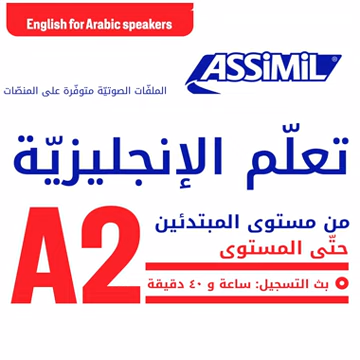 English for Arabic speakers
ASSiMiL
الملفّات الصوتيّة متوفّرة على المنصّات
تعلّم الإنجليزيّة
من مستوى المبتدئين
حتّى المستوى
A2
بث التسجيل: ساعة و ٤٠ دقيقة